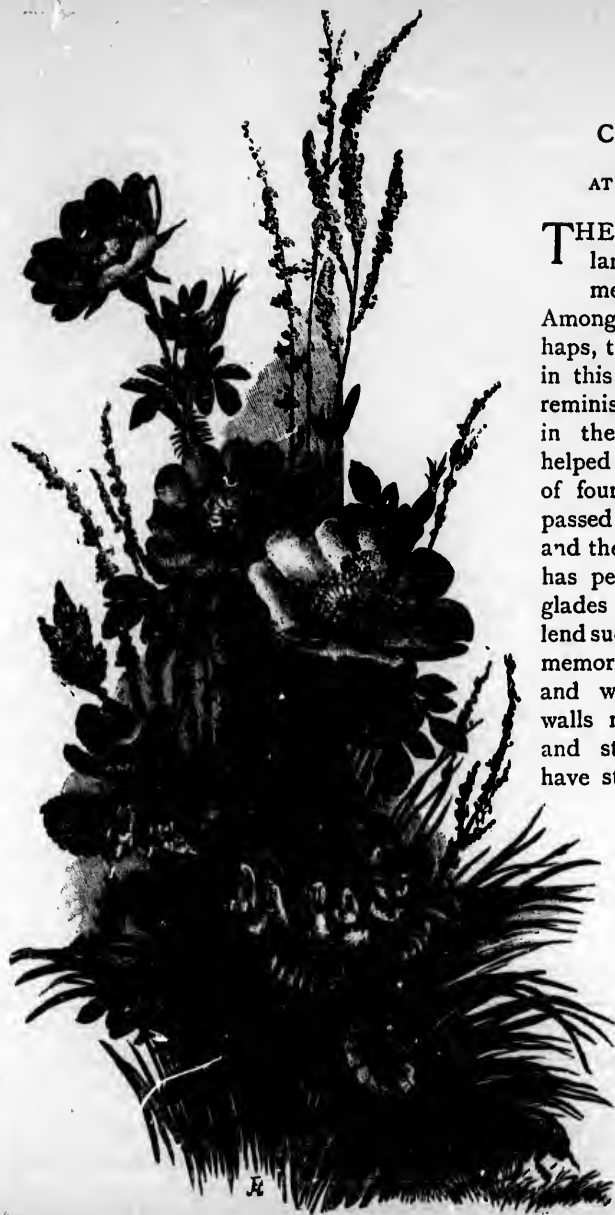 C
AT
THE
lar
me
Among
haps, t
in this
reminis
in the
helped
of four
passed
and the
has pe
glades
lend su
memor
and w
walls r
and st
have st
R